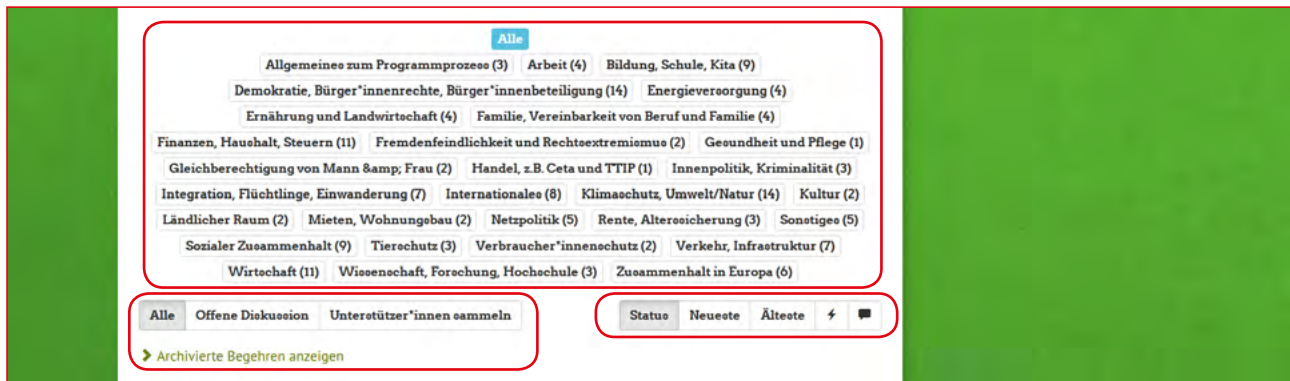 Alle
Allgemeines zum Programmprozess (3) Arbeit (4) Bildung, Schule, Kita (9)
Demokratie, Bürger*innenrechte, Bürger*innenbeteiligung (14) Energieversorgung (4)
Ernährung und Landwirtschaft (4) Familie, Vereinbarkeit von Beruf und Familie (4)
Finanzen, Haushalt, Steuern (11) Fremdenfeindlichkeit und Rechtsextremismus (2) Gesundheit und Pflege (1)
Gleichberechtigung von Mann &amp; Frau (2) Handel, z.B. Ceta und TTIP (1) Innenpolitik, Kriminalität (3)
Integration, Flüchtlinge, Einwanderung (7) Internationales (8) Klimaschutz, Umwelt/Natur (14) Kultur (2)
Ländlicher Raum (2) Mieten, Wohnungsbau (2) Netzpolitik (5) Rente, Alterssicherung (3) Sonstiges (5)
Sozialer Zusammenhalt (9) Tierschutz (3) Verbraucher*innenschutz (2) Verkehr, Infrastruktur (7)
Wirtschaft (11) Wissenschaft, Forschung, Hochschule (3) Zusammenhalt in Europa (6)
Alle Offene Diskussion Unterstützer*innen sammeln Status Neueste Älteste
Archivierte Begehren anzeigen